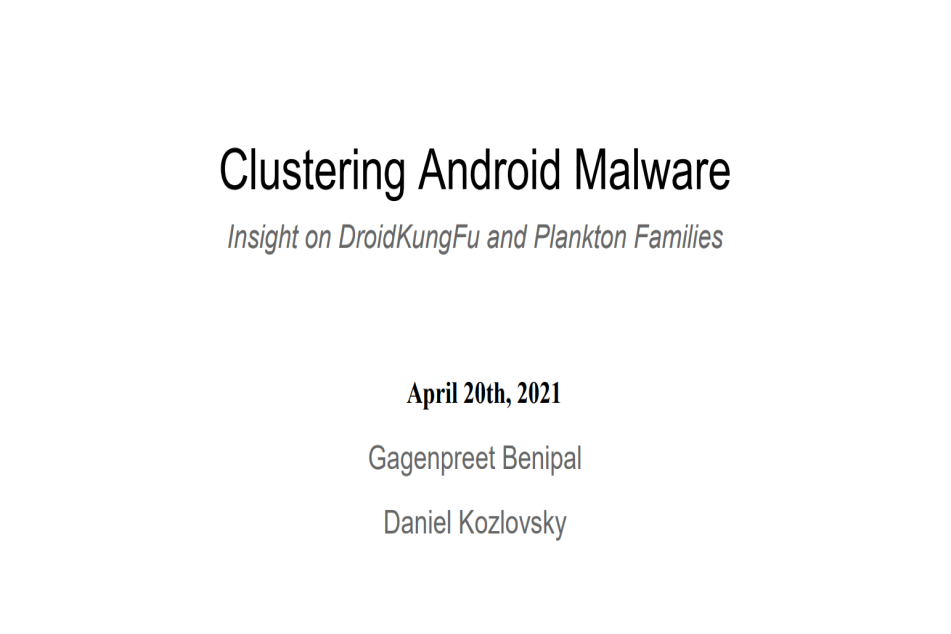 Clustering Android Malware
Insight on DroidKungFu and Plankton Families
April 20th, 2021
Gagenpreet Benipal
Daniel Kozlovsky